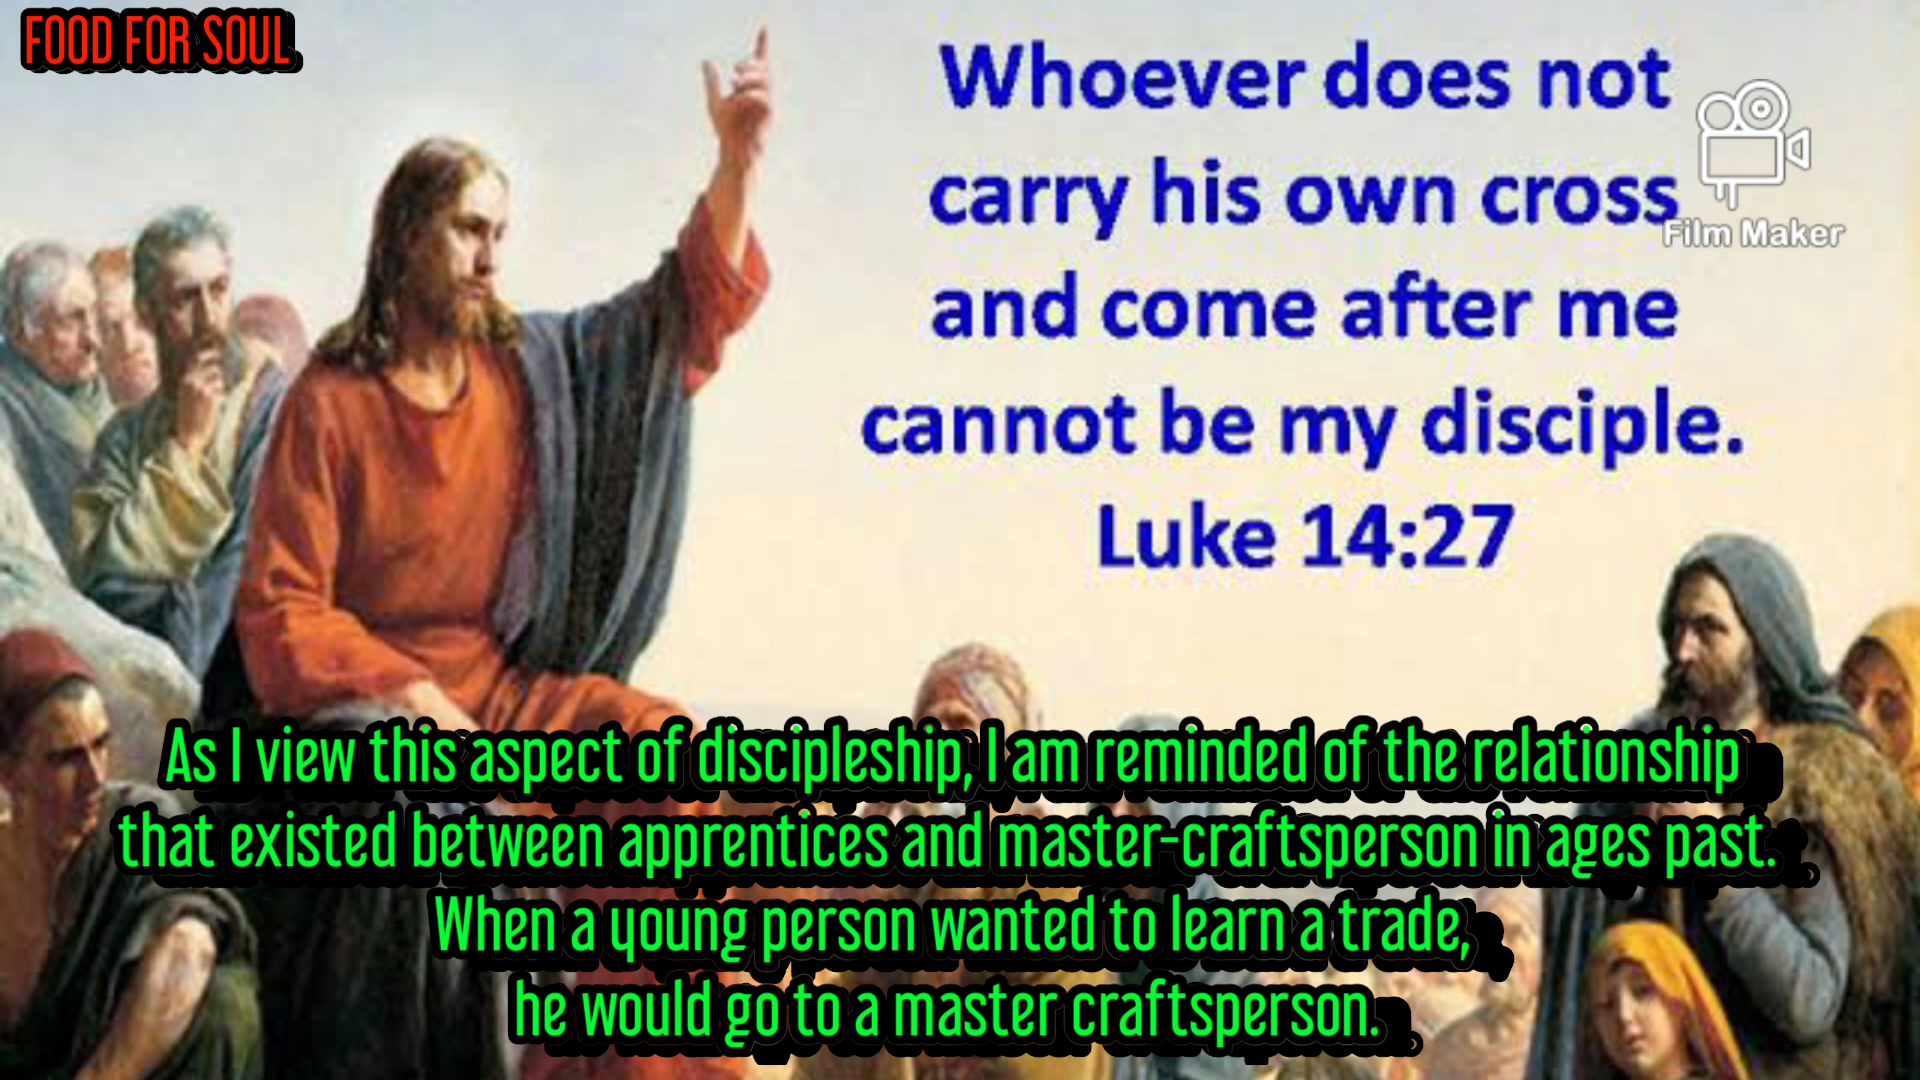 FOOD FOR SOUL
Whoever does not
carry his own cross
and come after me
cannot be my disciple.
Luke 14:27
Film Maker
As I view this aspect of discipleship, I am reminded of the relationship
that existed between apprentices and master-craftsperson in ages past.
When a young person wanted to learn a trade,
he would go to a master craftsperson.